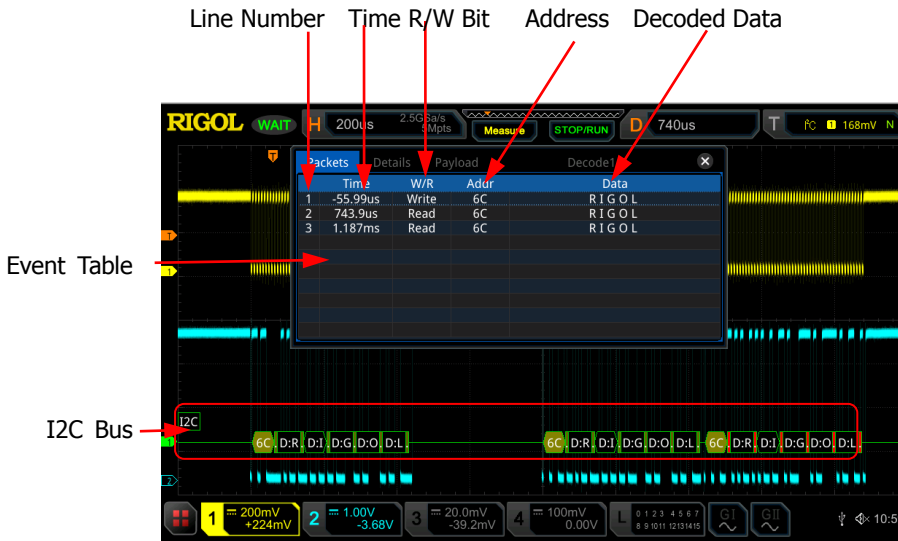 Line Number Time R/W Bit Address Decoded Data
RIGOL WAIT H 200us 2.5GSa/s 5Mpts Measure STOP/RUN D 740us T I²C 1 168mV N
Packets Details Payload Decode1
Time W/R Addr Data
1 -55.99us Write 6C R I G O L
2 743.9us Read 6C R I G O L
3 1.187ms Read 6C R I G O L
Event Table
I2C Bus
I2C
6C D:R D:I D:G D:O D:L 6C D:R D:I D:G D:O D:L 6C D:R D:I D:G D:O D:L
1 200mV +224mV 2 1.00V -3.68V 3 20.0mV -39.2mV 4 100mV 0.00V L 0 1 2 3 4 5 6 7 8 9 10 11 12 13 14 15 GI GII 10:5